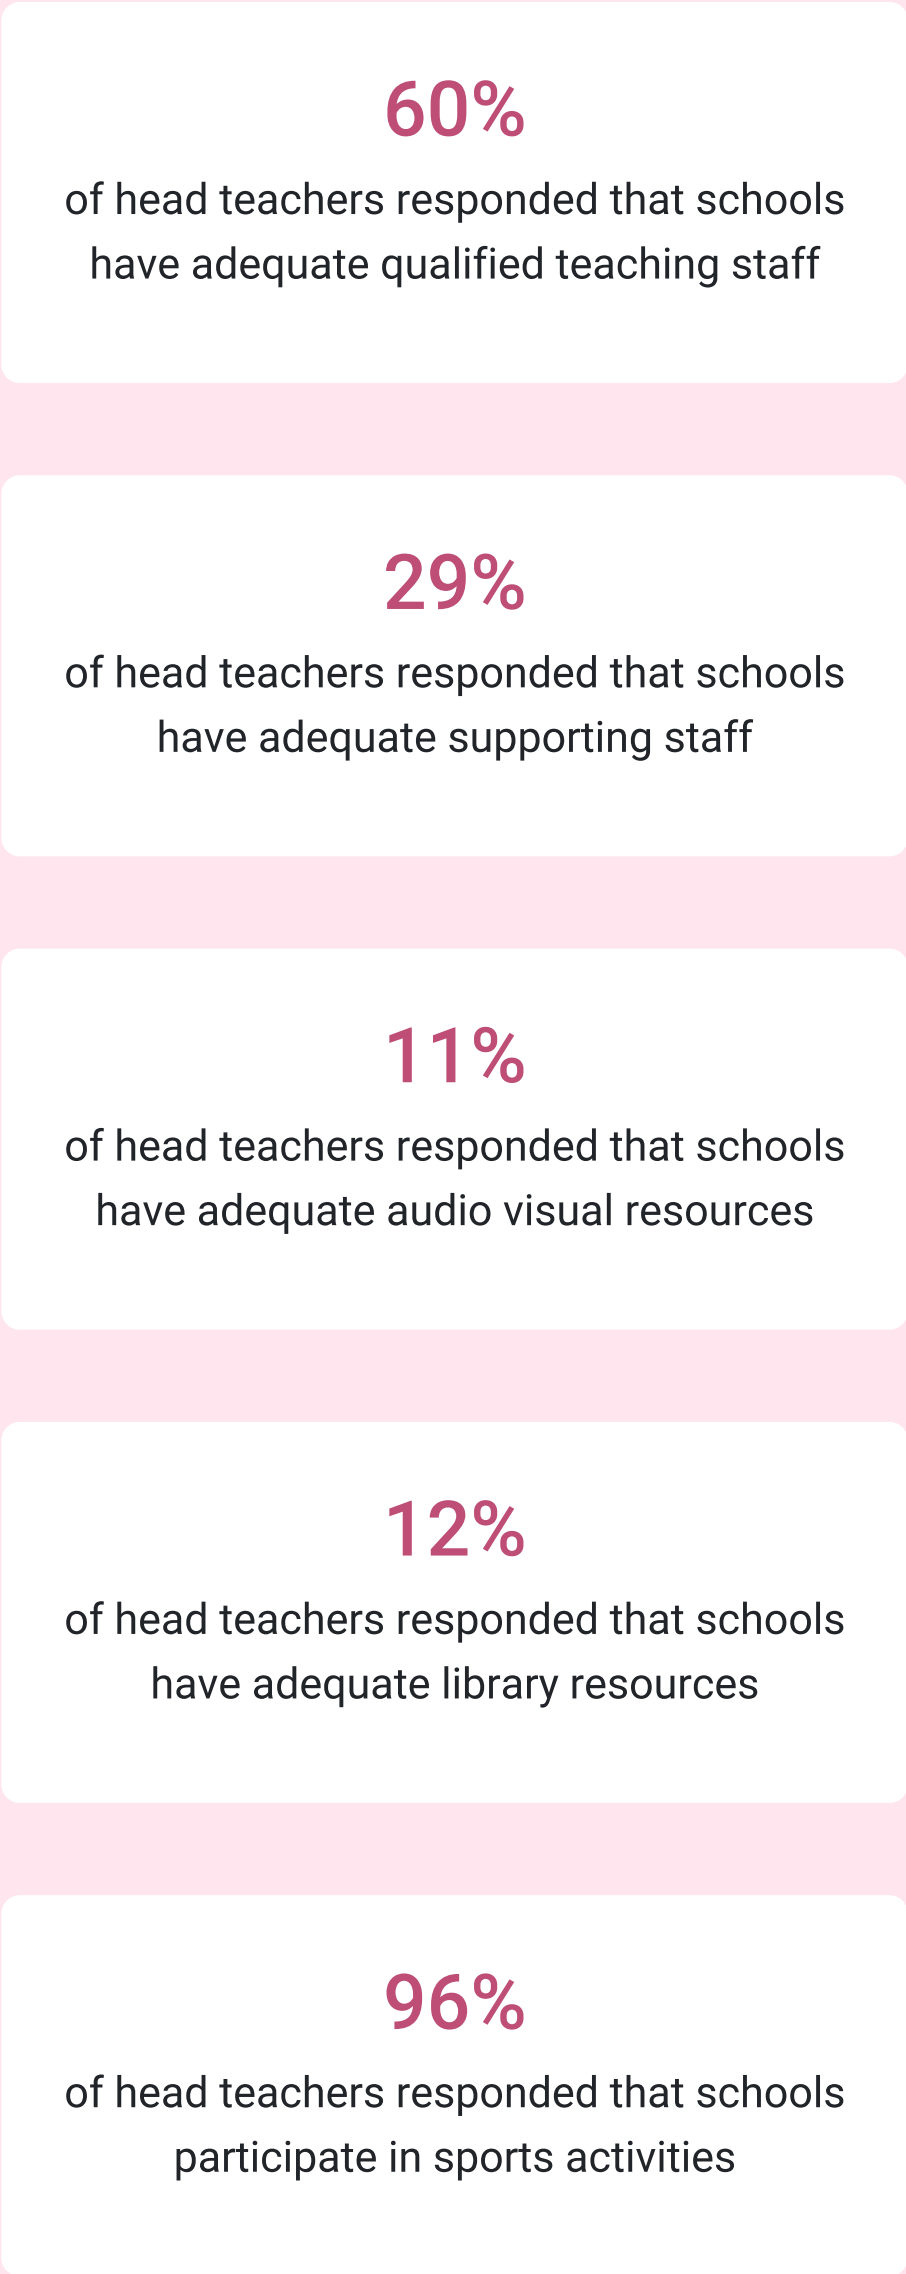 60%
of head teachers responded that schools
have adequate qualified teaching staff
29%
of head teachers responded that schools
have adequate supporting staff
11%
of head teachers responded that schools
have adequate audio visual resources
12%
of head teachers responded that schools
have adequate library resources
96%
of head teachers responded that schools
participate in sports activities